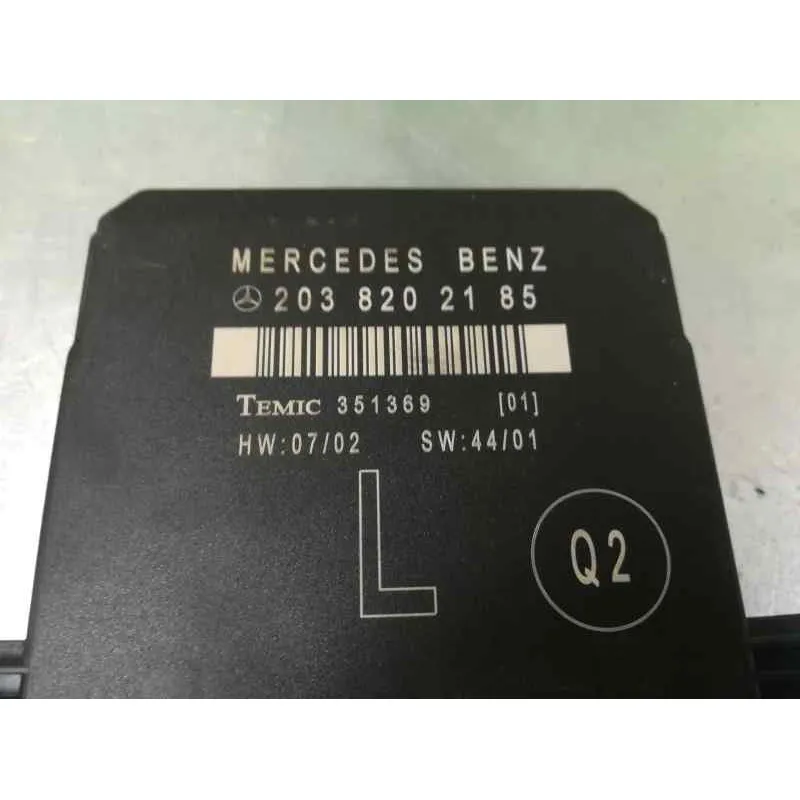 MERCEDES BENZ
203 820 21 85
TEMIC 351369 [01]
HW:07/02 SW:44/01
L
Q2